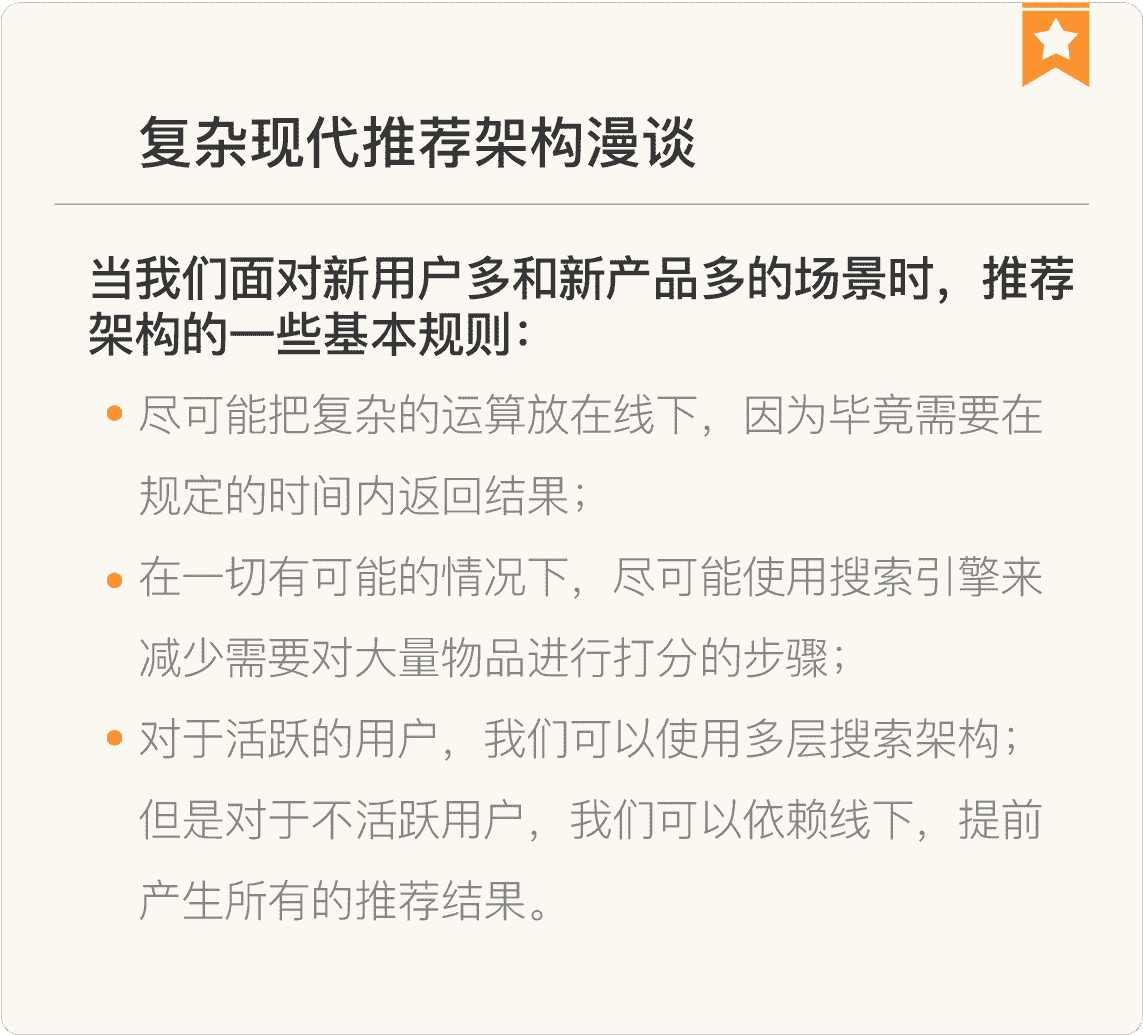 复杂现代推荐架构漫谈
当我们面对新用户多和新产品多的场景时，推荐
架构的一些基本规则：
尽可能把复杂的运算放在线下，因为毕竟需要在
规定的时间内返回结果；
在一切有可能的情况下，尽可能使用搜索引擎来
减少需要对大量物品进行打分的步骤；
对于活跃的用户，我们可以使用多层搜索架构；
但是对于不活跃用户，我们可以依赖线下，提前
产生所有的推荐结果。